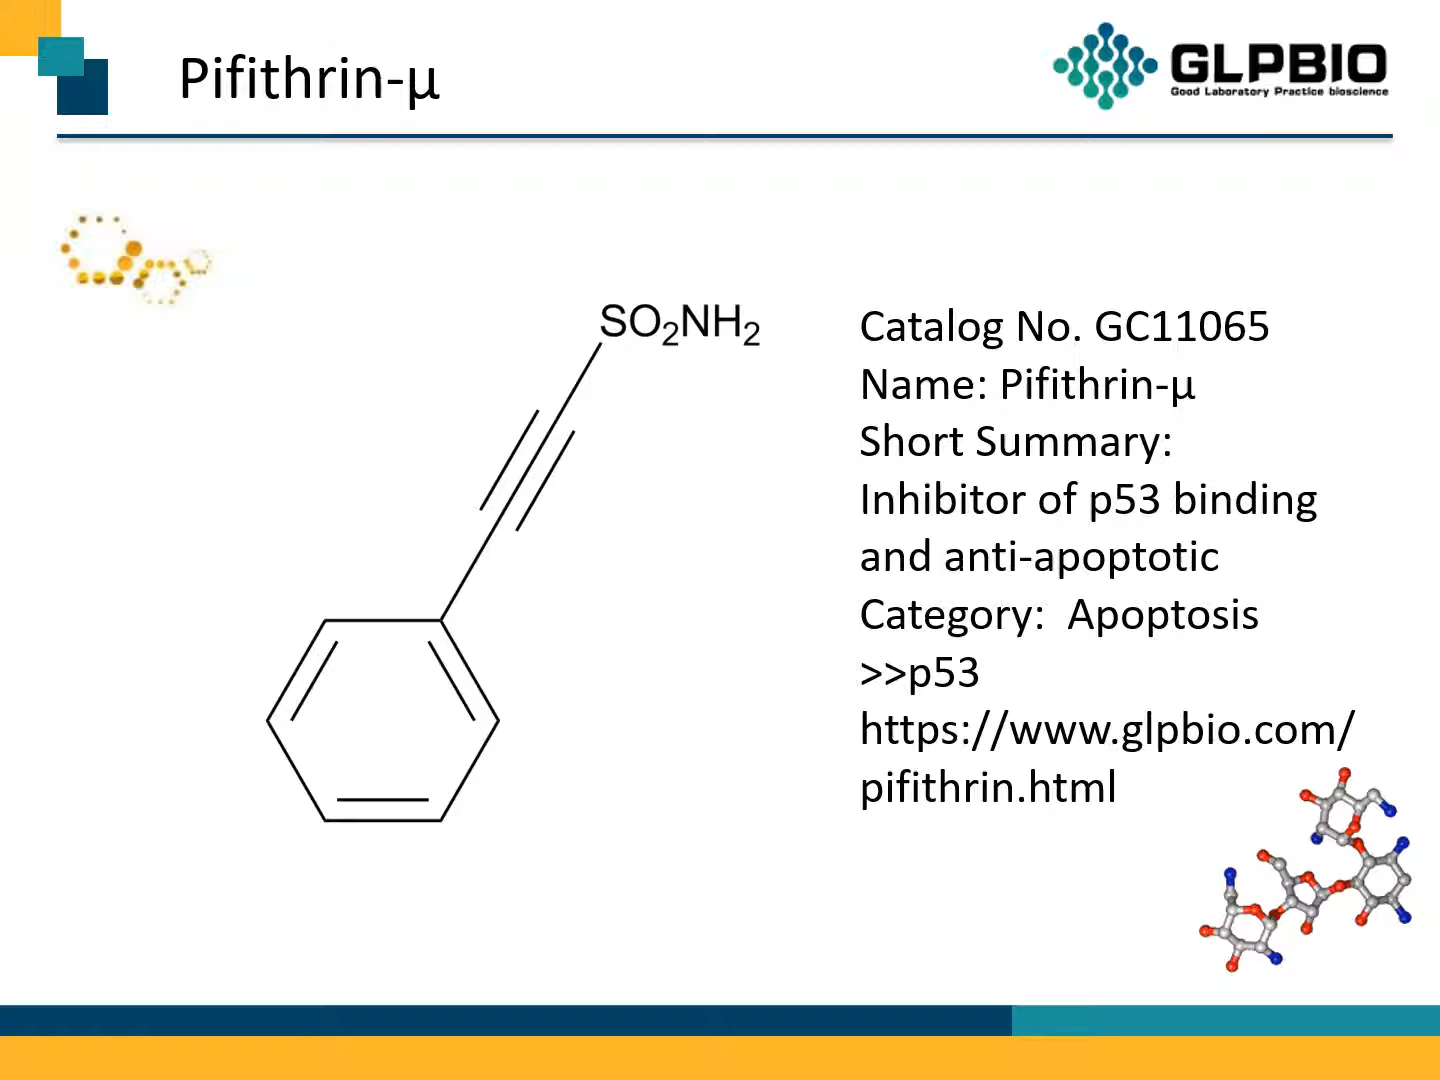 Pifithrin-μ
GLPBIO
Good Laboratory Practice bioscience
SO2NH2
Catalog No. GC11065
Name: Pifithrin-μ
Short Summary:
Inhibitor of p53 binding
and anti-apoptotic
Category:  Apoptosis
>>p53
https://www.glpbio.com/
pifithrin.html